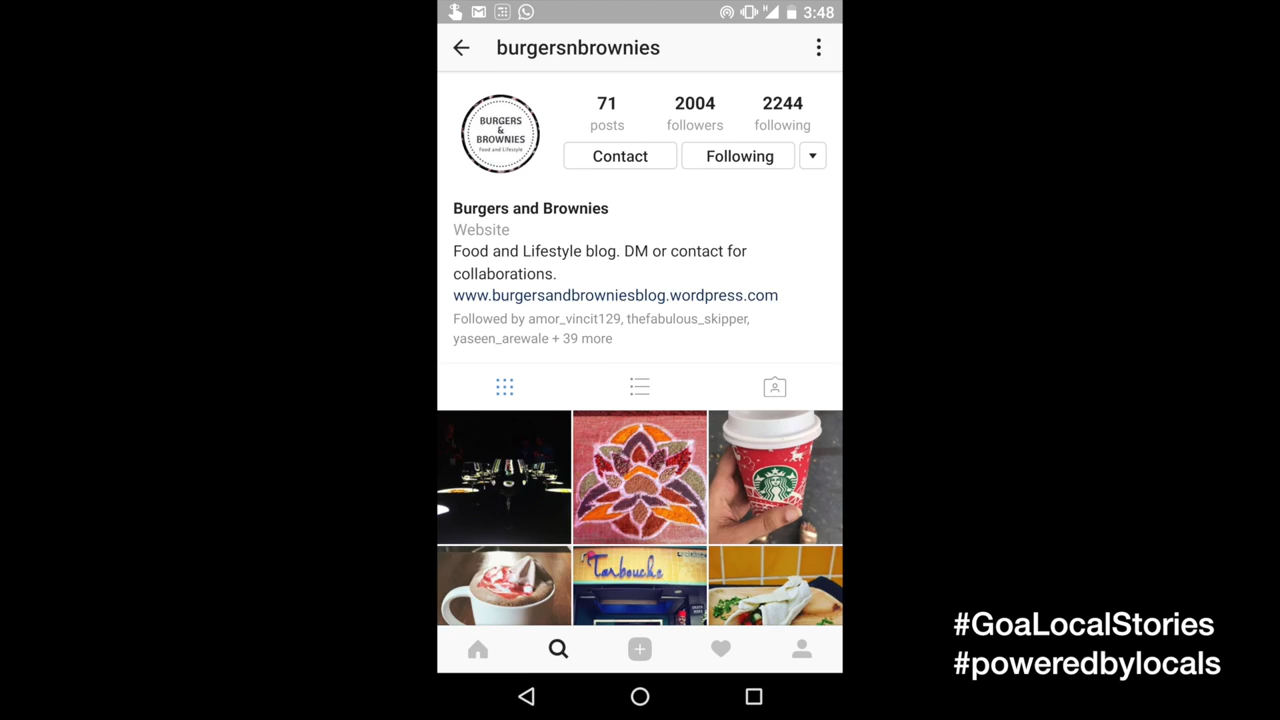 H
3:48
burgersnbrownies
BURGERS
&
BROWNIES
Food and Lifestyle
71
2004
2244
posts
followers
following
Contact
Following
Burgers and Brownies
Website
Food and Lifestyle blog. DM or contact for
collaborations.
www.burgersandbrowniesblog.wordpress.com
Followed by amor_vincit129, thefabulous_skipper,
yaseen_arewale + 39 more
Tarbouche
#GoaLocalStories
#poweredbylocals